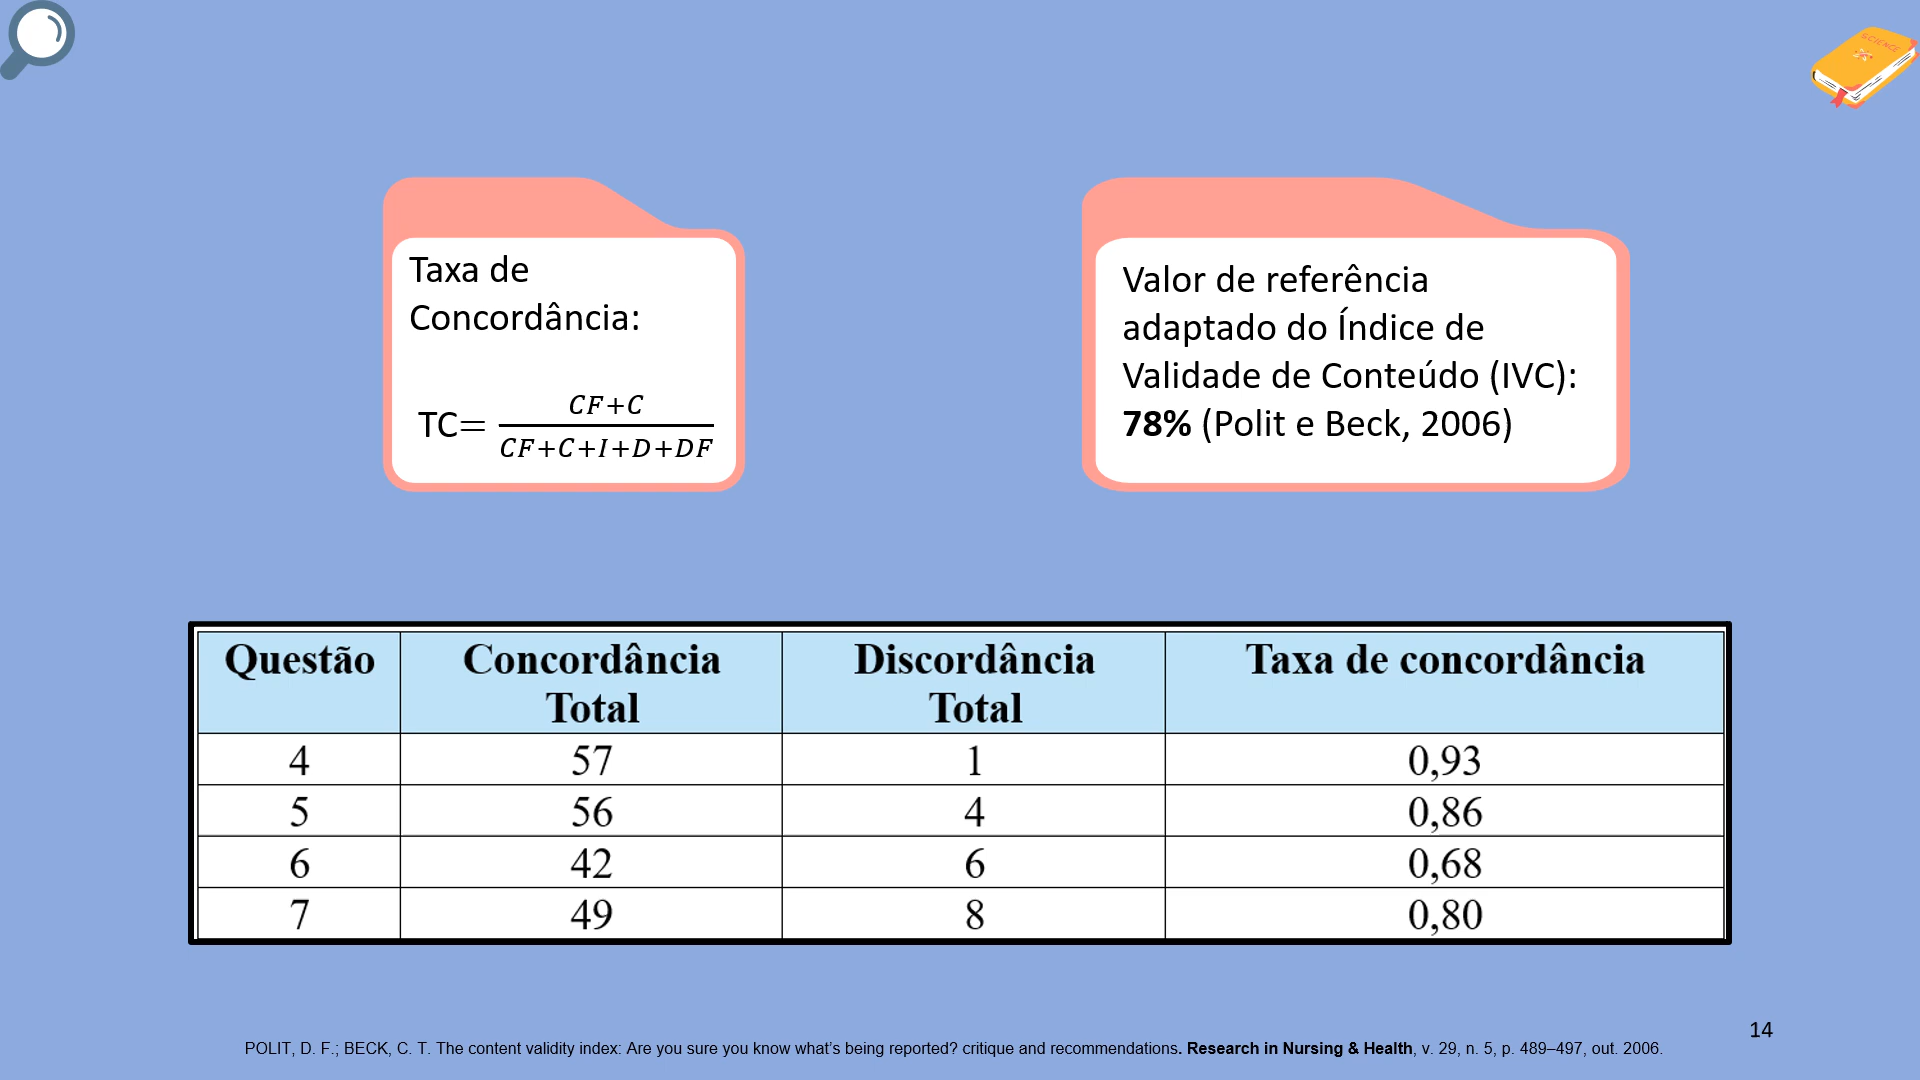 SCIENCE
Taxa de
Concordância:
TC= CF+C
CF+C+I+D+DF
Valor de referência
adaptado do Índice de
Validade de Conteúdo (IVC):
78% (Polit e Beck, 2006)
Questão Concordância Total Discordância Total Taxa de concordância
4 57 1 0,93
5 56 4 0,86
6 42 6 0,68
7 49 8 0,80
14
POLIT, D. F.; BECK, C. T. The content validity index: Are you sure you know what’s being reported? critique and recommendations. Research in Nursing & Health, v. 29, n. 5, p. 489–497, out. 2006.